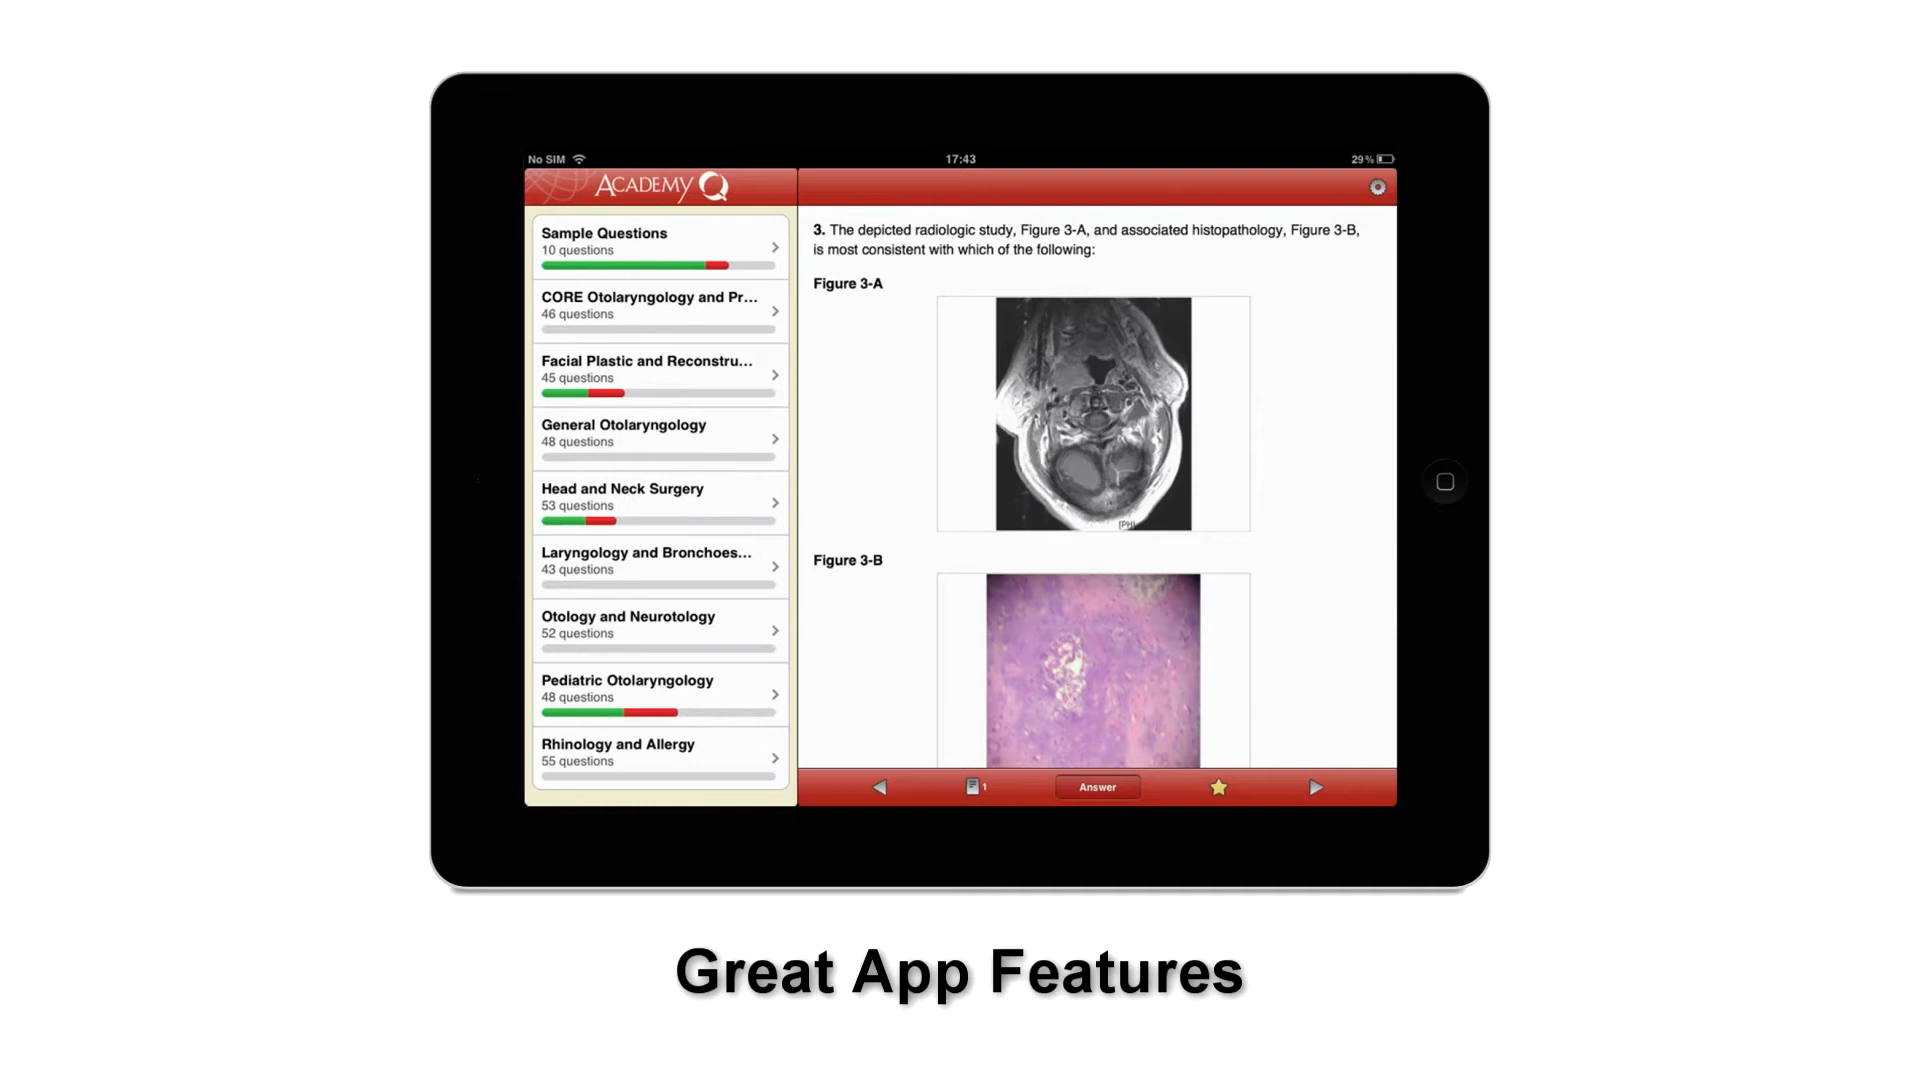 No SIM
17:43
29%
ACADEMY Q
Sample Questions
10 questions
CORE Otolaryngology and Pr...
46 questions
Facial Plastic and Reconstru...
45 questions
General Otolaryngology
48 questions
Head and Neck Surgery
53 questions
Laryngology and Bronchoes...
43 questions
Otology and Neurotology
52 questions
Pediatric Otolaryngology
48 questions
Rhinology and Allergy
55 questions
3. The depicted radiologic study, Figure 3-A, and associated histopathology, Figure 3-B,
is most consistent with which of the following:
Figure 3-A
[PH]
Figure 3-B
1
Answer
Great App Features